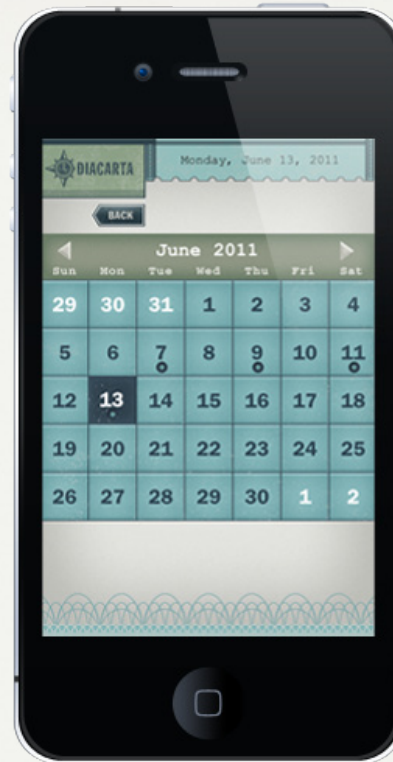 DIACARTA
Monday, June 13, 2011
BACK
June 2011
Sun Mon Tue Wed Thu Fri Sat
29 30 31 1 2 3 4
5 6 7 8 9 10 11
12 13 14 15 16 17 18
19 20 21 22 23 24 25
26 27 28 29 30 1 2